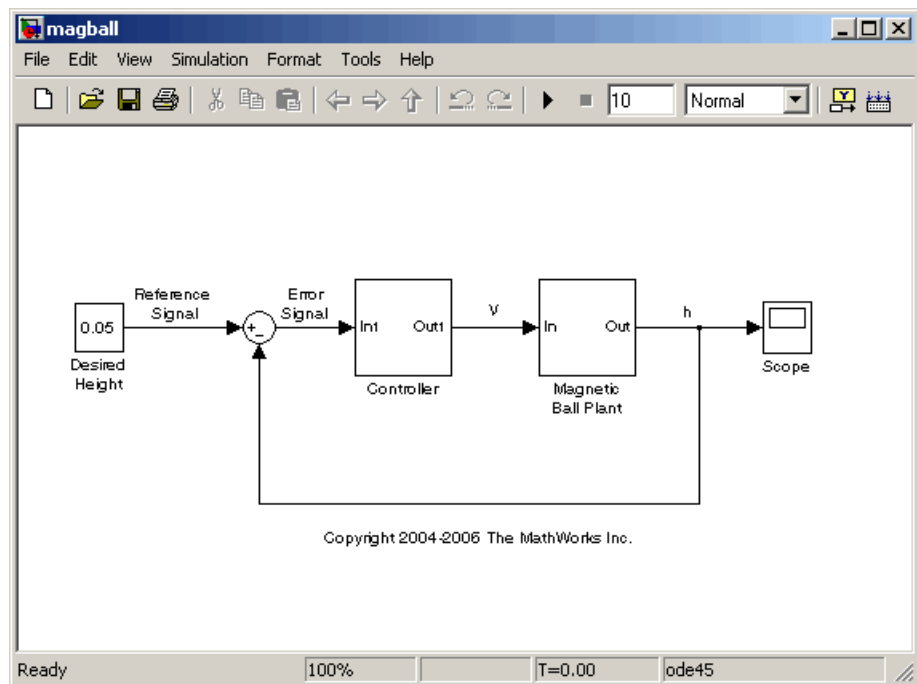 magball
File Edit View Simulation Format Tools Help
10 Normal
Reference
Signal
Error
Signal
0.05
+
-
In1 Out1
V
In Out
h
Desired
Height
Controller
Magnetic
Ball Plant
Scope
Copyright 2004-2006 The MathWorks Inc.
Ready 100% T=0.00 ode45